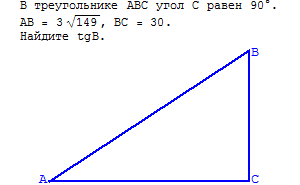 В треугольнике ABC угол C равен 90°.
AB = 3√149, BC = 30.
Найдите tgB.
B
A
C